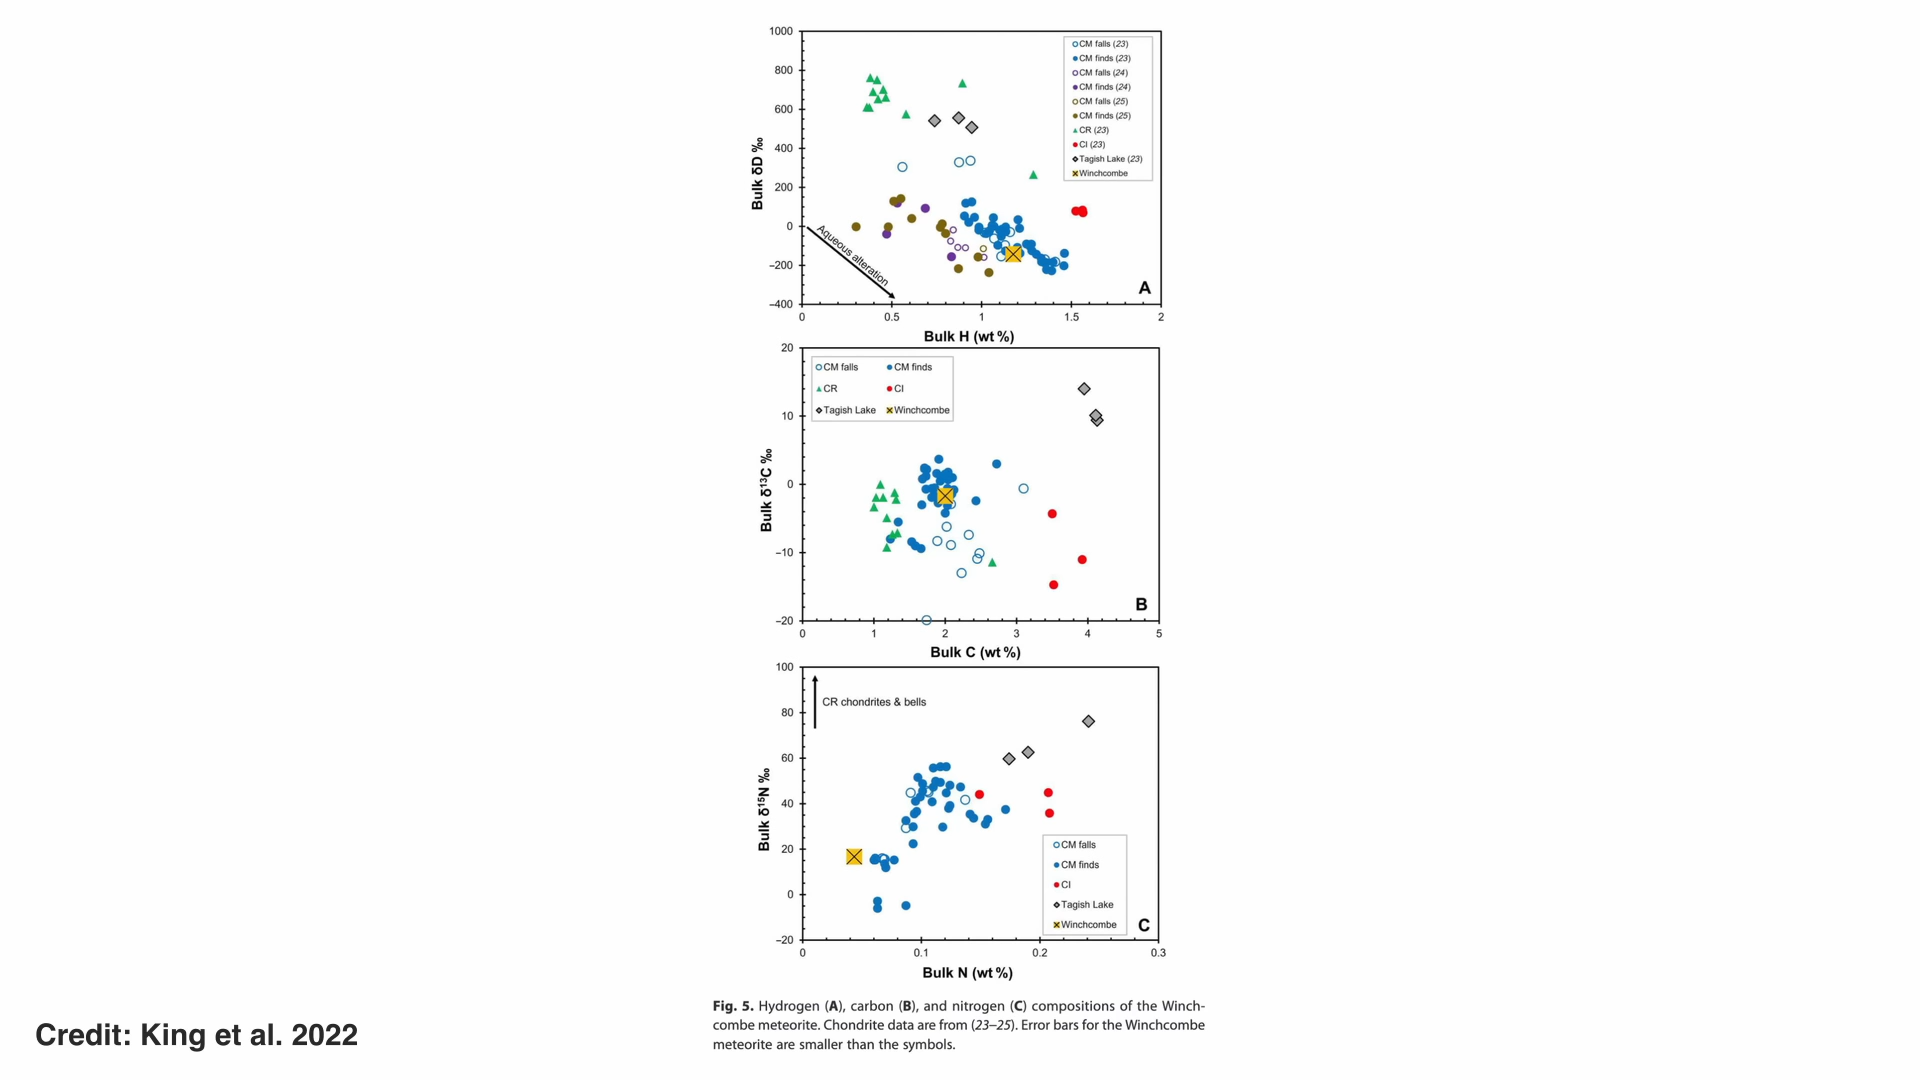 1000
800
600
400
200
0
−200
−400
Bulk δD ‰
CM falls (23)
CM finds (23)
CM falls (24)
CM finds (24)
CM falls (25)
CM finds (25)
CR (23)
CI (23)
Tagish Lake (23)
Winchcombe
Aqueous alteration
A
0 0.5 1 1.5 2
Bulk H (wt %)
20
10
0
−10
−20
Bulk δ¹³C ‰
CM falls CM finds
CR CI
Tagish Lake Winchcombe
B
0 1 2 3 4 5
Bulk C (wt %)
100
80
60
40
20
0
−20
Bulk δ¹⁵N ‰
CR chondrites & bells
CM falls
CM finds
CI
Tagish Lake
Winchcombe
C
0 0.1 0.2 0.3
Bulk N (wt %)
Fig. 5. Hydrogen (A), carbon (B), and nitrogen (C) compositions of the Winch-
combe meteorite. Chondrite data are from (23–25). Error bars for the Winchcombe
meteorite are smaller than the symbols.
Credit: King et al. 2022